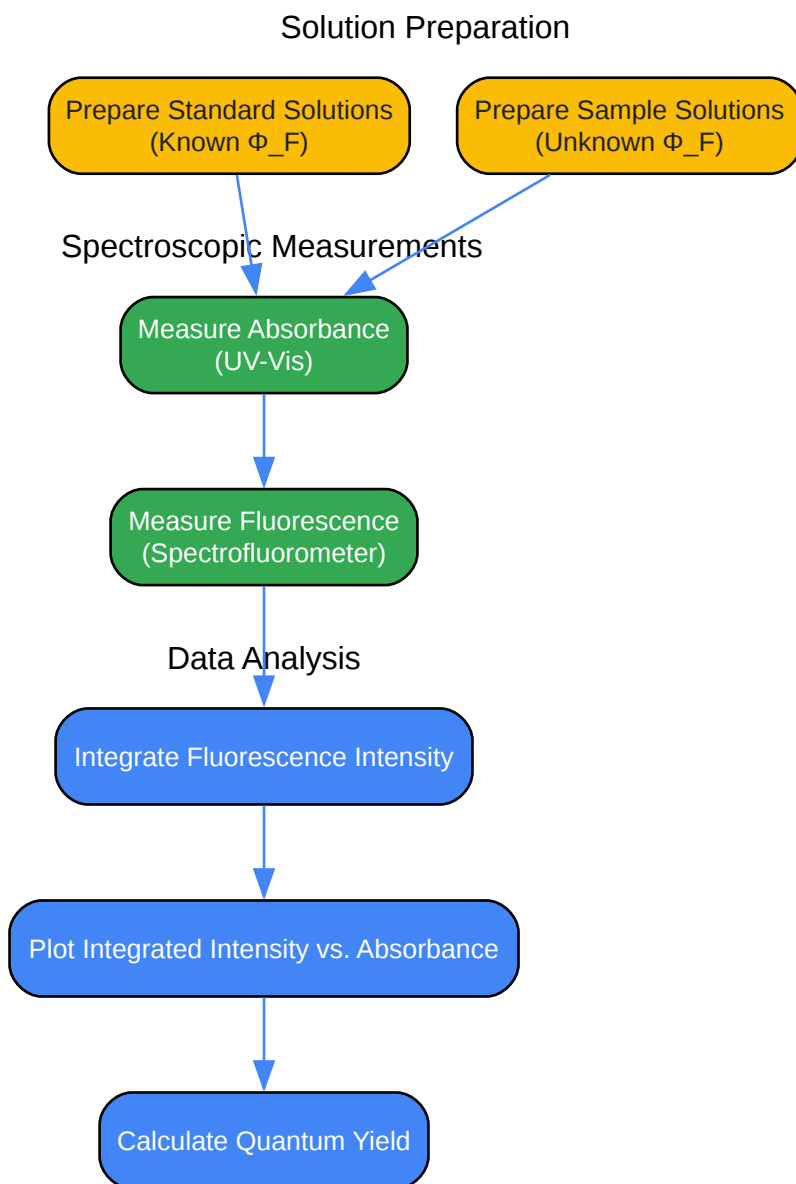 Solution Preparation
Prepare Standard Solutions
(Known Φ_F)
Prepare Sample Solutions
(Unknown Φ_F)
Spectroscopic Measurements
Measure Absorbance
(UV-Vis)
Measure Fluorescence
(Spectrofluorometer)
Data Analysis
Integrate Fluorescence Intensity
Plot Integrated Intensity vs. Absorbance
Calculate Quantum Yield